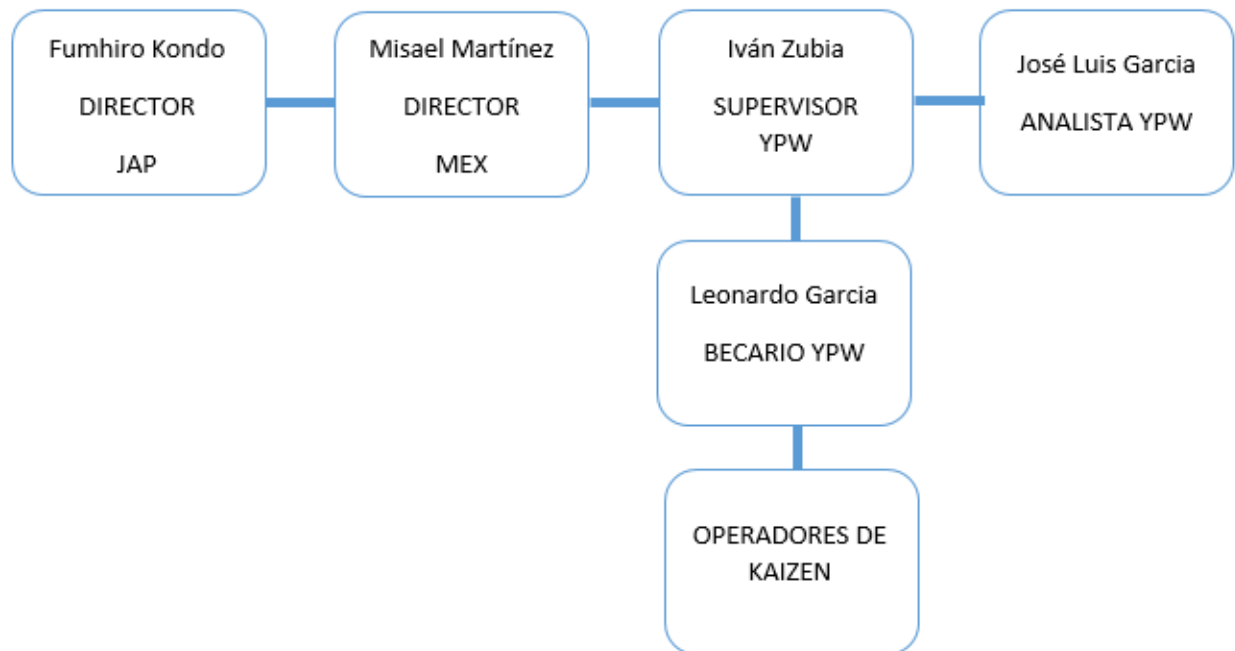 Fumhiro Kondo
DIRECTOR
JAP
Misael Martínez
DIRECTOR
MEX
Iván Zubia
SUPERVISOR
YPW
José Luis Garcia
ANALISTA YPW
Leonardo Garcia
BECARIO YPW
OPERADORES DE
KAIZEN